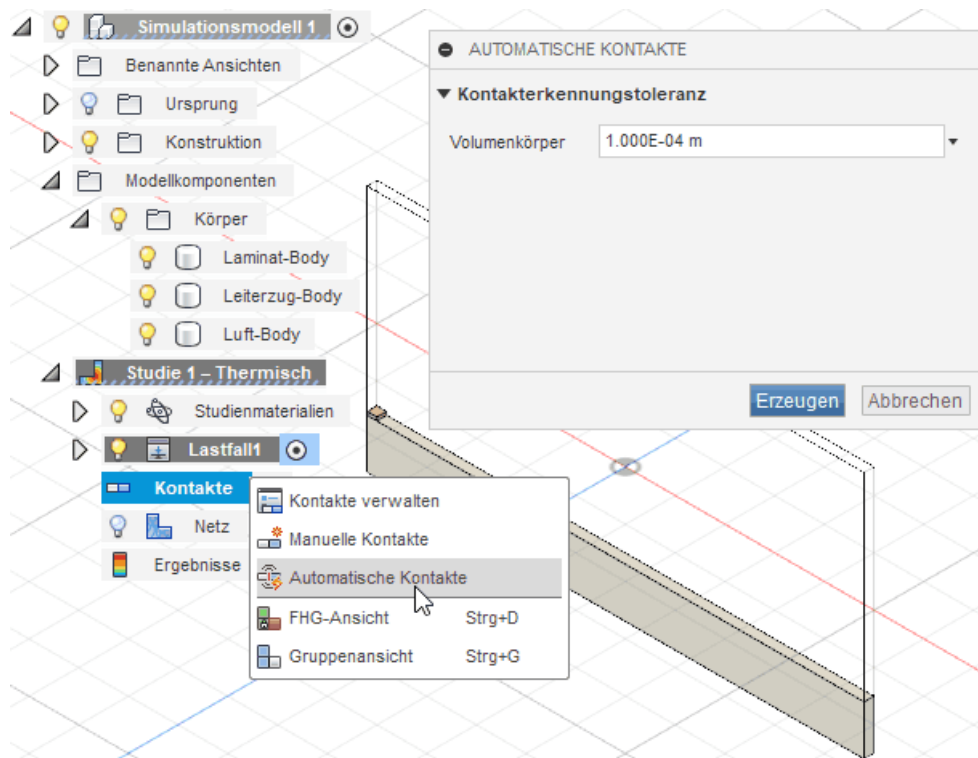 Simulationsmodell 1
Benannte Ansichten
Ursprung
Konstruktion
Modellkomponenten
Körper
Laminat-Body
Leiterzug-Body
Luft-Body
Studie 1 – Thermisch
Studienmaterialien
Lastfall1
Kontakte
Netz
Ergebnisse
Kontakte verwalten
Manuelle Kontakte
Automatische Kontakte
FHG-Ansicht Strg+D
Gruppenansicht Strg+G
AUTOMATISCHE KONTAKTE
Kontakterkennungstoleranz
Volumenkörper 1.000E-04 m
Erzeugen Abbrechen